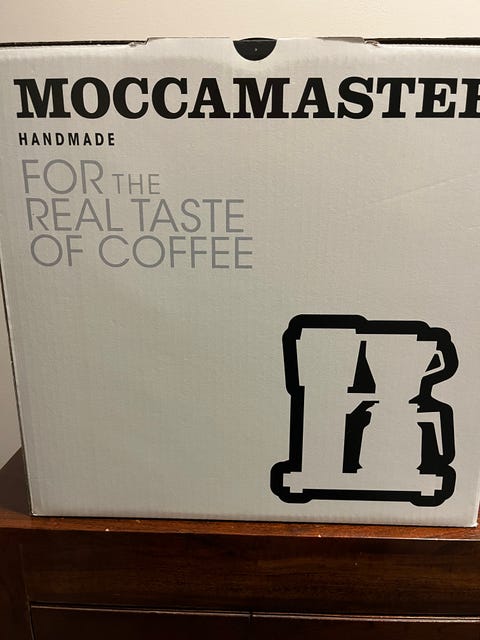 MOCCAMASTER
HANDMADE
FOR THE
REAL TASTE
OF COFFEE